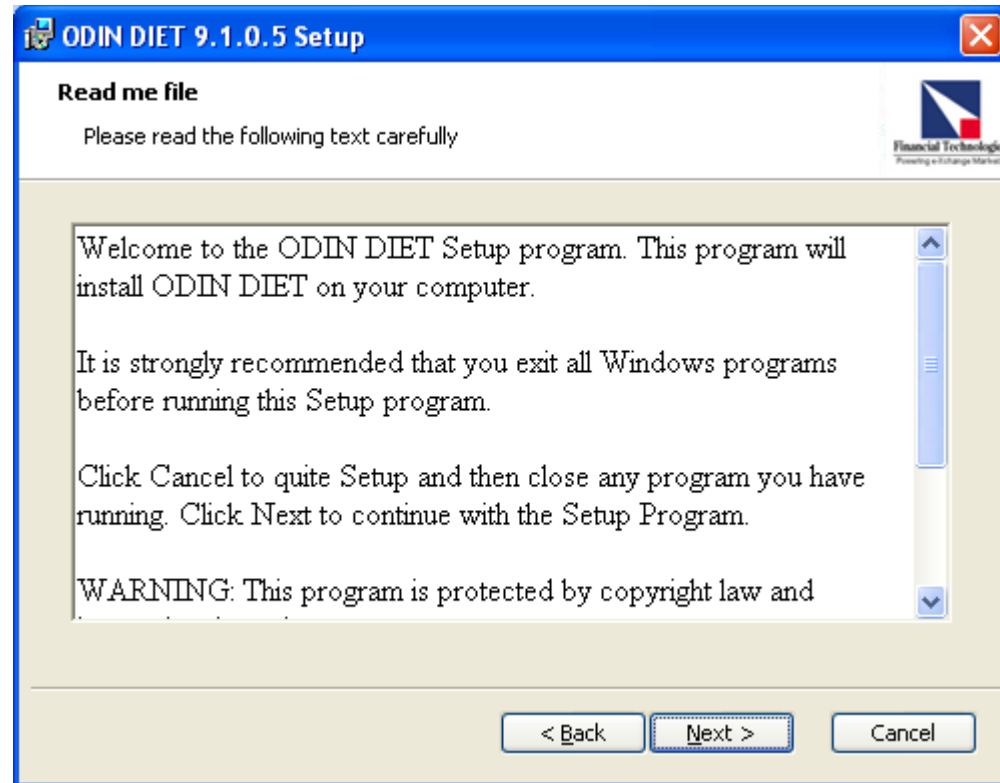 ODIN DIET 9.1.0.5 Setup
Read me file
Please read the following text carefully
Financial Technologie
Powering e-Xchange Market
Welcome to the ODIN DIET Setup program. This program will
install ODIN DIET on your computer.
It is strongly recommended that you exit all Windows programs
before running this Setup program.
Click Cancel to quite Setup and then close any program you have
running. Click Next to continue with the Setup Program.
WARNING: This program is protected by copyright law and
< Back
Next >
Cancel